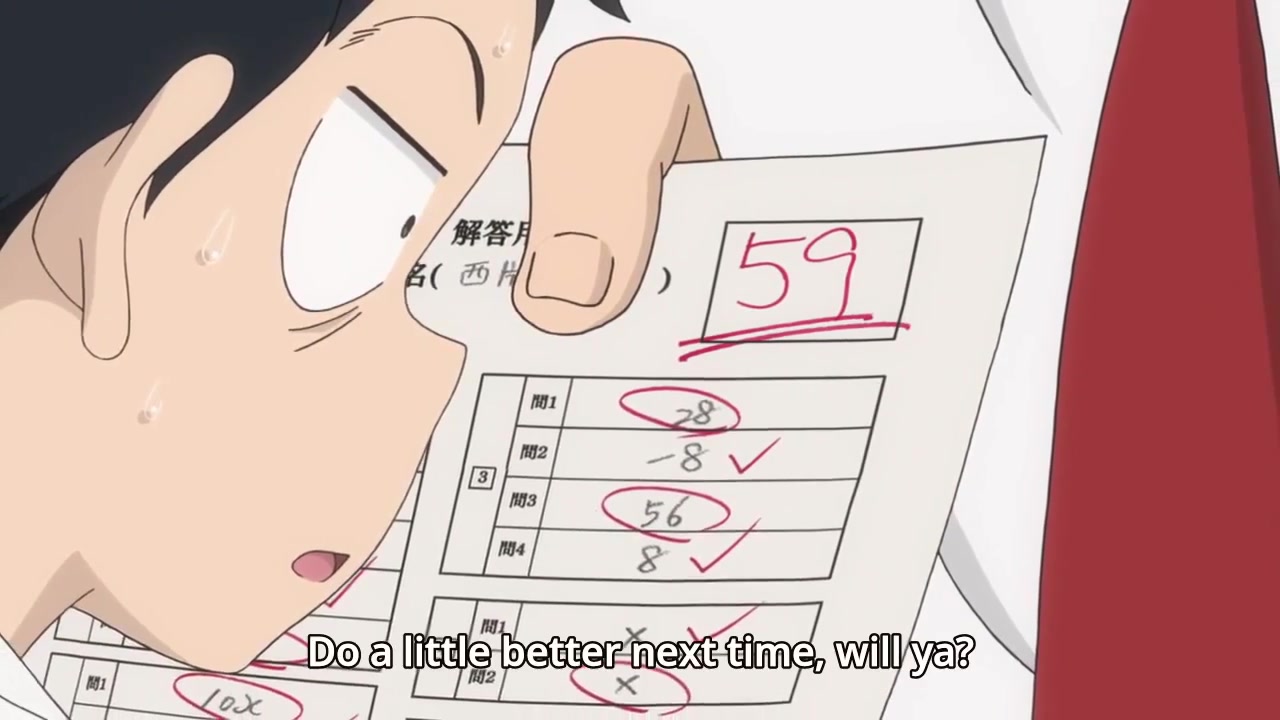 解答用
名( 西片 )
59
3
問1 28
問2 -8
問3 56
問4 8
問1 x
問2 x
問1 10x
Do a little better next time, will ya?